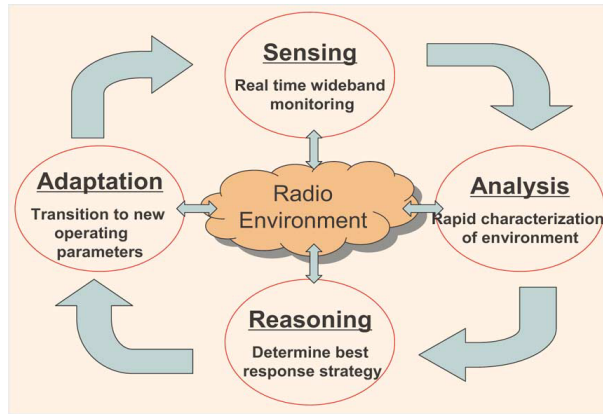 Sensing
Real time wideband
monitoring
Adaptation
Transition to new
operating
parameters
Radio
Environment
Analysis
Rapid characterization
of environment
Reasoning
Determine best
response strategy